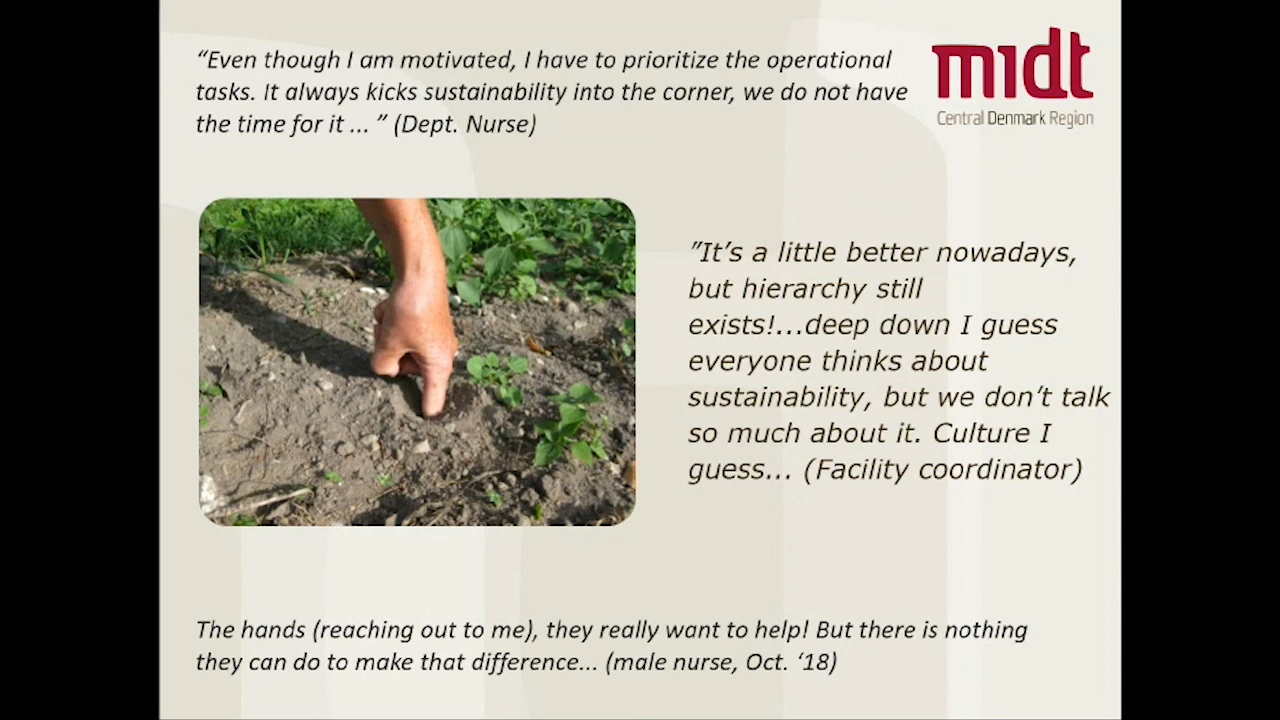 “Even though I am motivated, I have to prioritize the operational
tasks. It always kicks sustainability into the corner, we do not have
the time for it ... ” (Dept. Nurse)
midt
Central Denmark Region
”It’s a little better nowadays,
but hierarchy still
exists!...deep down I guess
everyone thinks about
sustainability, but we don’t talk
so much about it. Culture I
guess... (Facility coordinator)
The hands (reaching out to me), they really want to help! But there is nothing
they can do to make that difference... (male nurse, Oct. ‘18)